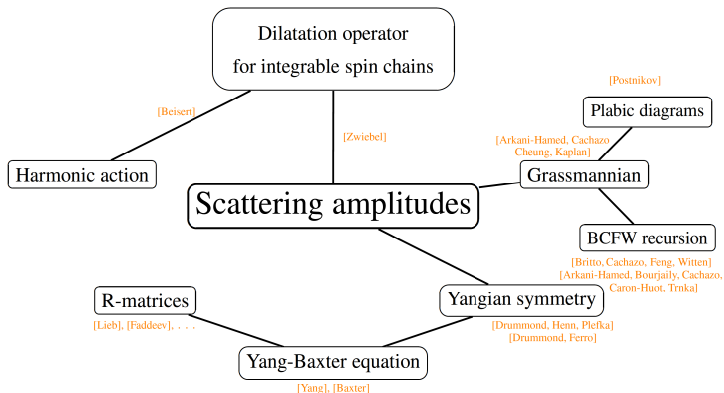 Dilatation operator
for integrable spin chains
[Postnikov]
[Beisert]
Plabic diagrams
[Zwiebel]
[Arkani-Hamed, Cachazo
Cheung, Kaplan]
Harmonic action
Grassmannian
Scattering amplitudes
BCFW recursion
[Britto, Cachazo, Feng, Witten]
[Arkani-Hamed, Bourjaily, Cachazo,
Caron-Huot, Trnka]
R-matrices
[Lieb], [Faddeev], . . .
Yangian symmetry
[Drummond, Henn, Plefka]
[Drummond, Ferro]
Yang-Baxter equation
[Yang], [Baxter]